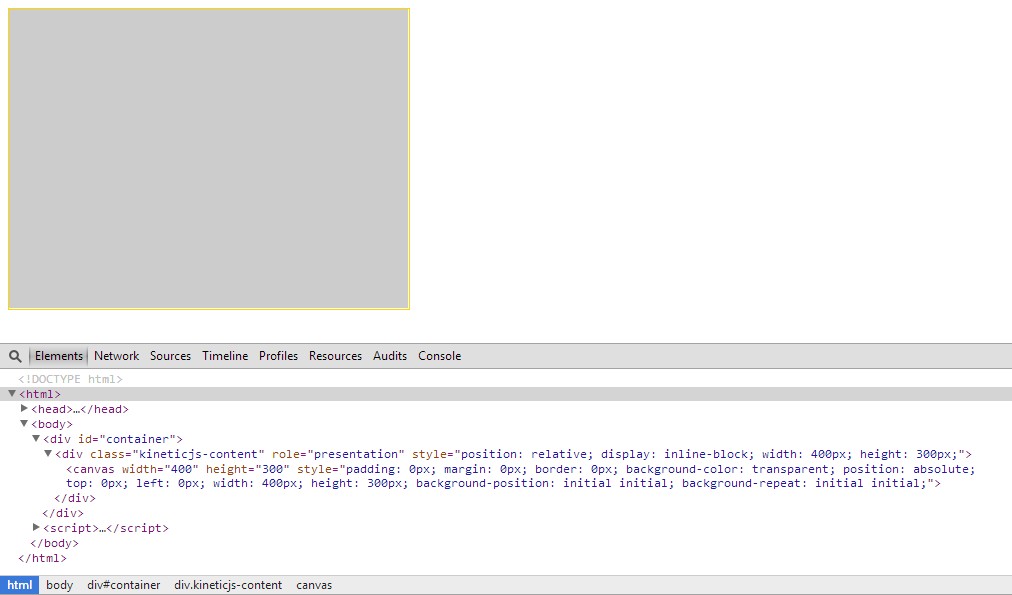 Elements Network Sources Timeline Profiles Resources Audits Console
<!DOCTYPE html>
<html>
<head>…</head>
<body>
<div id="container">
<div class="kineticjs-content" role="presentation" style="position: relative; display: inline-block; width: 400px; height: 300px;">
<canvas width="400" height="300" style="padding: 0px; margin: 0px; border: 0px; background-color: transparent; position: absolute;
top: 0px; left: 0px; width: 400px; height: 300px; background-position: initial initial; background-repeat: initial initial;">
</div>
</div>
<script>…</script>
</body>
</html>
html body div#container div.kineticjs-content canvas